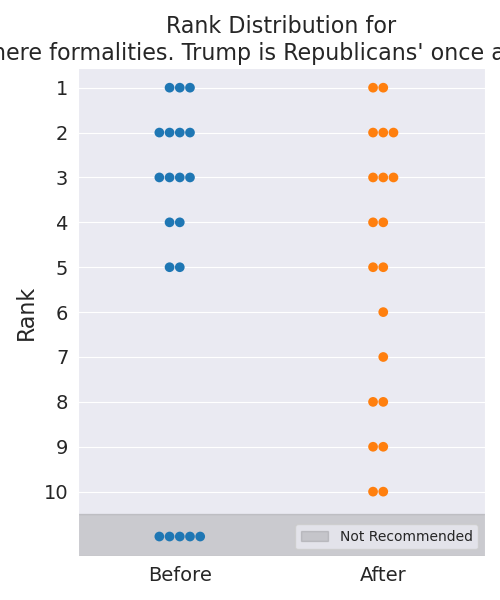 Rank Distribution for
mere formalities. Trump is Republicans' once a
1
2
3
4
5
6
7
8
9
10
Rank
Not Recommended
Before After